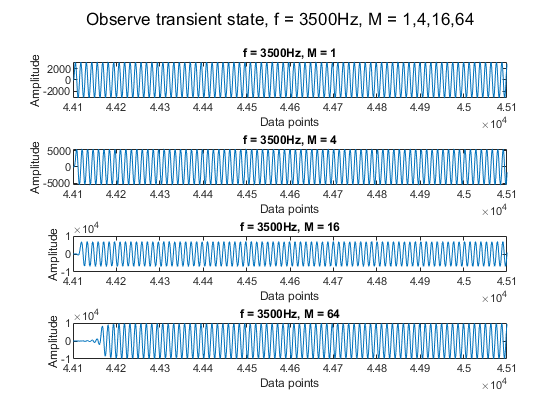 Observe transient state, f = 3500Hz, M = 1,4,16,64
f = 3500Hz, M = 1
Amplitude
2000
0
-2000
4.41 4.42 4.43 4.44 4.45 4.46 4.47 4.48 4.49 4.5 4.51
Data points
×10^4
f = 3500Hz, M = 4
Amplitude
5000
0
-5000
4.41 4.42 4.43 4.44 4.45 4.46 4.47 4.48 4.49 4.5 4.51
Data points
×10^4
×10^4
f = 3500Hz, M = 16
Amplitude
1
0
-1
4.41 4.42 4.43 4.44 4.45 4.46 4.47 4.48 4.49 4.5 4.51
Data points
×10^4
×10^4
f = 3500Hz, M = 64
Amplitude
1
0
-1
4.41 4.42 4.43 4.44 4.45 4.46 4.47 4.48 4.49 4.5 4.51
Data points
×10^4